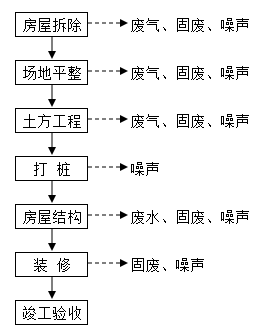 房屋拆除 废气、固废、噪声
场地平整 废气、固废、噪声
土方工程 废气、固废、噪声
打 桩 噪声
房屋结构 废水、固废、噪声
装 修 固废、噪声
竣工验收